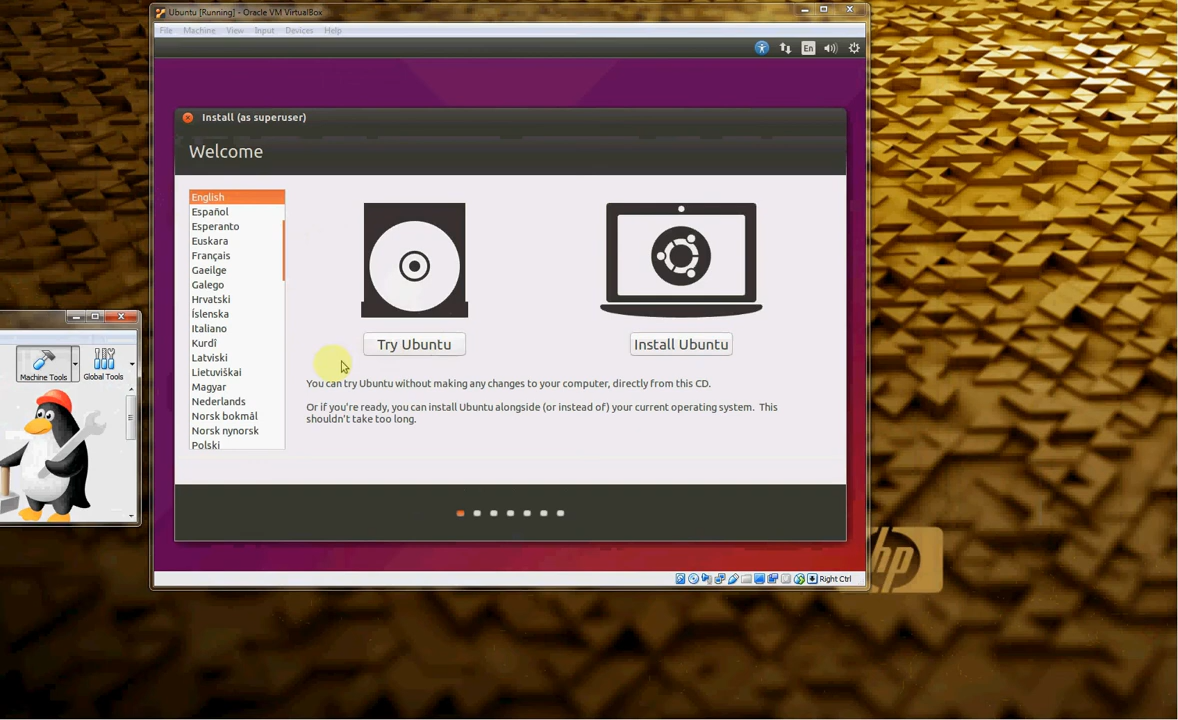 Ubuntu [Running] - Oracle VM VirtualBox
File Machine View Input Devices Help
En
Install (as superuser)
Welcome
English
Español
Esperanto
Euskara
Français
Gaeilge
Galego
Hrvatski
Íslenska
Italiano
Kurdî
Latviski
Lietuviškai
Magyar
Nederlands
Norsk bokmål
Norsk nynorsk
Polski
Try Ubuntu
Install Ubuntu
You can try Ubuntu without making any changes to your computer, directly from this CD.
Or if you're ready, you can install Ubuntu alongside (or instead of) your current operating system. This
shouldn't take too long.
Machine Tools
Global Tools
Right Ctrl
hp